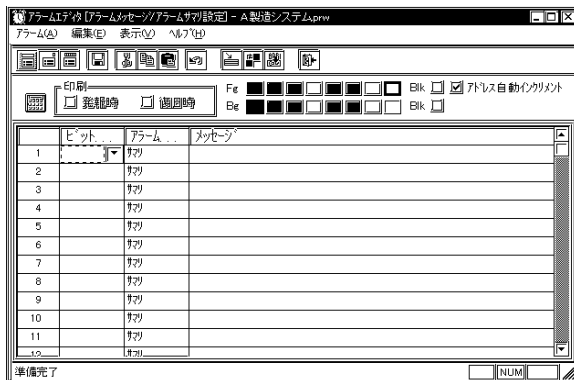 アラームエディタ [アラームメッセージ/アラームサマリ設定] - A製造システム.prw
アラーム(A) 編集(E) 表示(V) ヘルプ(H)
印刷
発報時 週回時
Fg Blk アドレス自動インクリメント
Bg Blk
ビット... アラーム... メッセージ
1 サマリ
2 サマリ
3 サマリ
4 サマリ
5 サマリ
6 サマリ
7 サマリ
8 サマリ
9 サマリ
10 サマリ
11 サマリ
12 サマリ
準備完了 NUM